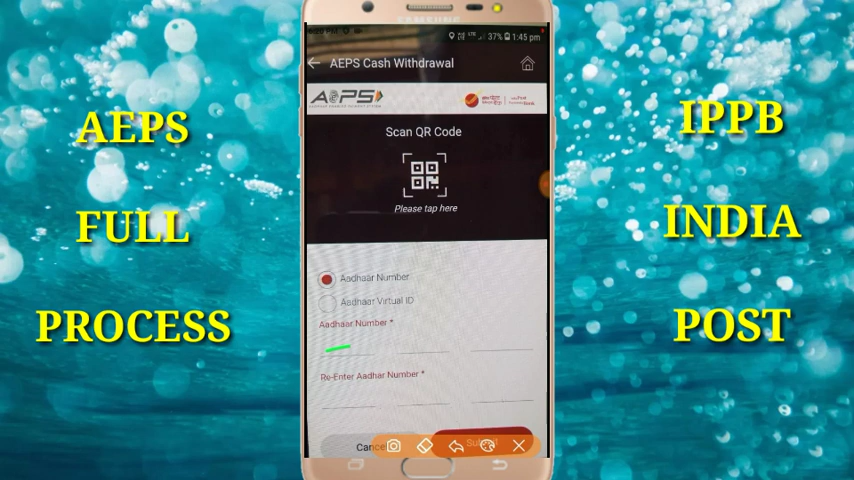 AEPS
FULL
PROCESS
SAMSUNG
37% 1:45 pm
AEPS Cash Withdrawal
AePS
Scan QR Code
Please tap here
Aadhaar Number
Aadhaar Virtual ID
Aadhaar Number *
Re-Enter Aadhar Number *
Cancel
IPPB
INDIA
POST